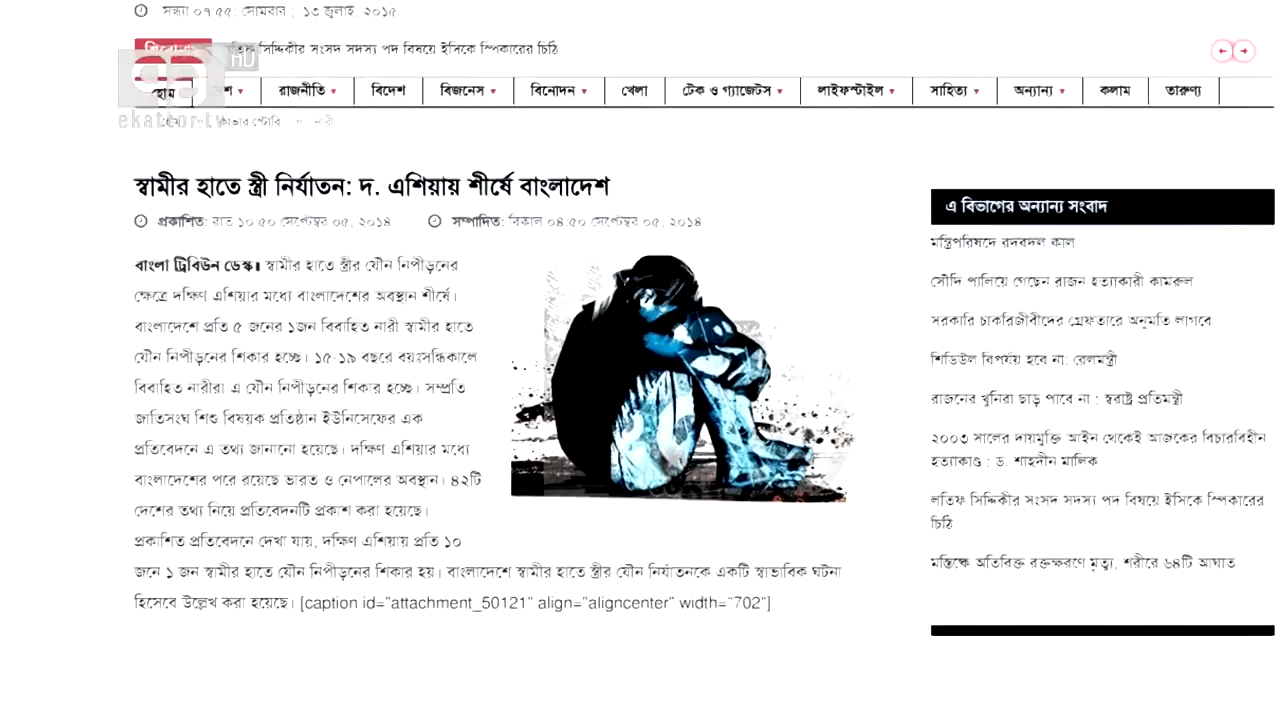 সন্ধ্যা ০৭:৫৫; সোমবার ; ১৩ জুলাই, ২০১৫
সিদ্দিকীর সংসদ সদস্য পদ বিষয়ে ইসিকে স্পিকারের চিঠি
HD
হোম রাজনীতি বিদেশ বিজনেস বিনোদন খেলা টেক ও গ্যাজেটস লাইফস্টাইল সাহিত্য অন্যান্য কলাম তারুণ্য
ekattor.tv স্টোরি নারী
স্বামীর হাতে স্ত্রী নির্যাতন: দ. এশিয়ায় শীর্ষে বাংলাদেশ
প্রকাশিত: রাত ১০:৫০ সেপ্টেম্বর ০৫, ২০১৪ সম্পাদিত: বিকাল ০৪:৫০ সেপ্টেম্বর ০৫, ২০১৪
বাংলা ট্রিবিউন ডেস্ক॥ স্বামীর হাতে স্ত্রীর যৌন নিপীড়নের
ক্ষেত্রে দক্ষিণ এশিয়ার মধ্যে বাংলাদেশের অবস্থান শীর্ষে।
বাংলাদেশে প্রতি ৫ জনের ১জন বিবাহিত নারী স্বামীর হাতে
যৌন নিপীড়নের শিকার হচ্ছে। ১৫-১৯ বছরে বয়ঃসন্ধিকালে
বিবাহিত নারীরা এ যৌন নিপীড়নের শিকার হচ্ছে। সম্প্রতি
জাতিসংঘ শিশু বিষয়ক প্রতিষ্ঠান ইউনিসেফের এক
প্রতিবেদনে এ তথ্য জানানো হয়েছে। দক্ষিণ এশিয়ার মধ্যে
বাংলাদেশের পরে রয়েছে ভারত ও নেপালের অবস্থান। ৪২টি
দেশের তথ্য নিয়ে প্রতিবেদনটি প্রকাশ করা হয়েছে।
প্রকাশিত প্রতিবেদনে দেখা যায়, দক্ষিণ এশিয়ায় প্রতি ১০
জনে ১ জন স্বামীর হাতে যৌন নিপীড়নের শিকার হয়। বাংলাদেশে স্বামীর হাতে স্ত্রীর যৌন নির্যাতনকে একটি স্বাভাবিক ঘটনা
হিসেবে উল্লেখ করা হয়েছে। [caption id="attachment_50121" align="aligncenter" width="702"]
এ বিভাগের অন্যান্য সংবাদ
মন্ত্রিপরিষদে রদবদল কাল
সৌদি পালিয়ে গেছেন রাজন হত্যাকারী কামরুল
সরকারি চাকরিজীবীদের গ্রেফতারে অনুমতি লাগবে
শিডিউল বিপর্যয় হবে না: রেলমন্ত্রী
রাজনের খুনিরা ছাড় পাবে না : স্বরাষ্ট্র প্রতিমন্ত্রী
২০০৩ সালের দায়মুক্তি আইন থেকেই আজকের বিচারবিহীন
হত্যাকাণ্ড : ড. শাহদীন মালিক
লতিফ সিদ্দিকীর সংসদ সদস্য পদ বিষয়ে ইসিকে স্পিকারের
চিঠি
মস্তিষ্কে অতিরিক্ত রক্তক্ষরণে মৃত্যু, শরীরে ৬৪টি আঘাত